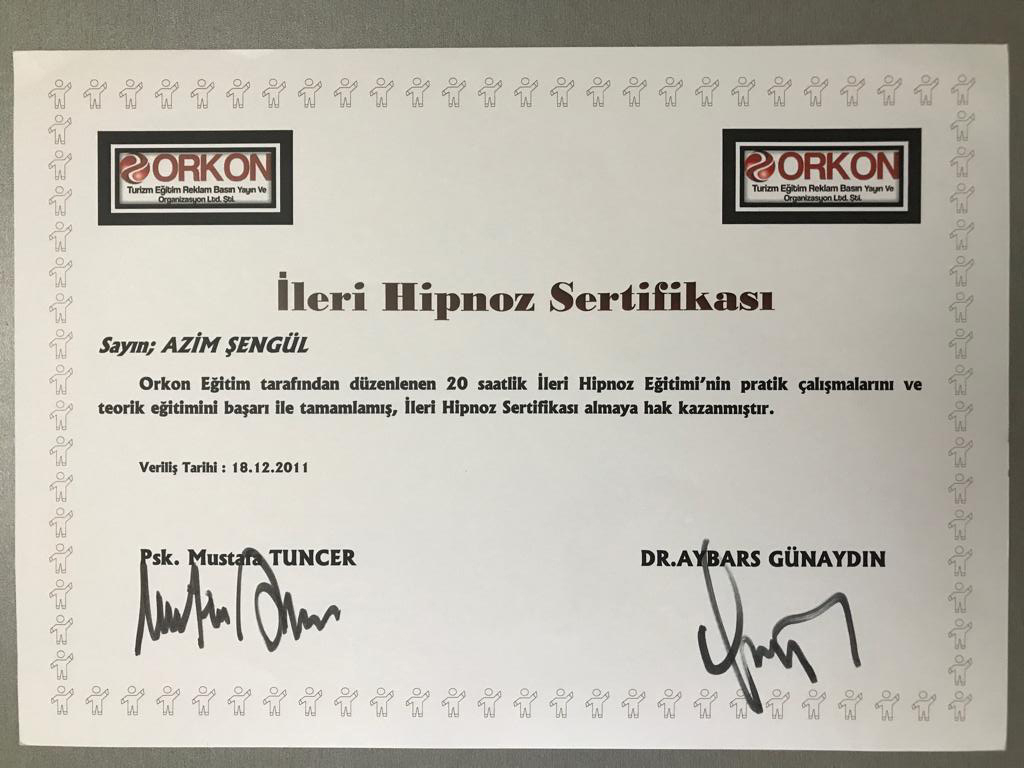 ORKON
Turizm Eğitim Reklam Basın Yayın Ve
Organizasyon Ltd. Şti.
ORKON
Turizm Eğitim Reklam Basın Yayın Ve
Organizasyon Ltd. Şti.
İleri Hipnoz Sertifikası
Sayın; AZİM ŞENGÜL
Orkon Eğitim tarafından düzenlenen 20 saatlik İleri Hipnoz Eğitimi'nin pratik çalışmalarını ve
teorik eğitimini başarı ile tamamlamış, İleri Hipnoz Sertifikası almaya hak kazanmıştır.
Veriliş Tarihi : 18.12.2011
Psk. Mustafa TUNCER
DR.AYBARS GÜNAYDIN